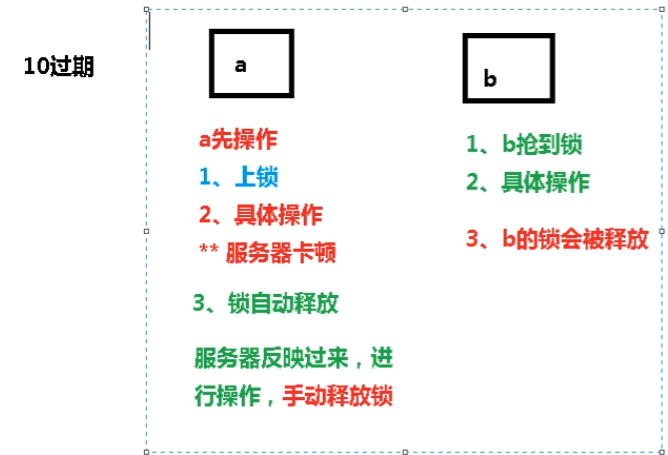 10过期
a
a先操作
1、上锁
2、具体操作
** 服务器卡顿
3、锁自动释放
服务器反映过来，进
行操作，手动释放锁
b
1、b抢到锁
2、具体操作
3、b的锁会被释放